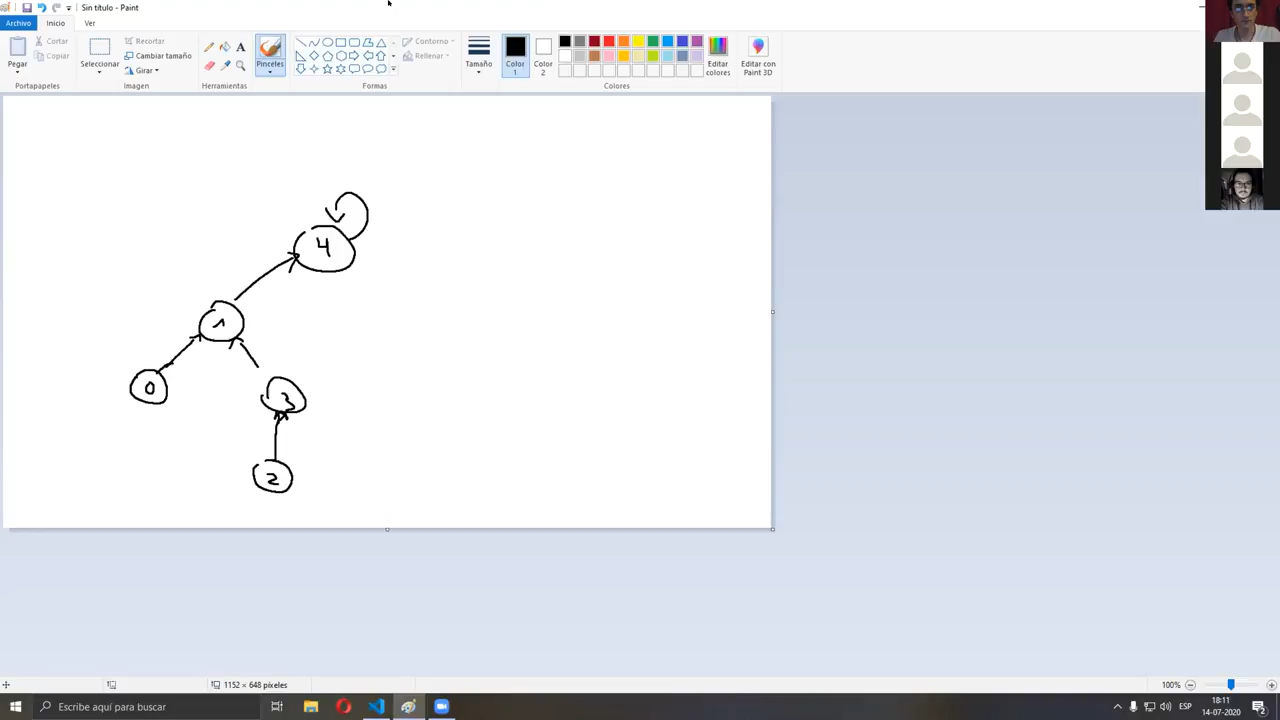 Sin título - Paint
Archivo Inicio Ver
Pegar Cortar Copiar Portapapeles
Seleccionar Recortar Cambiar tamaño Girar Imagen
A Herramientas
Pinceles
Contorno Rellenar Formas
Tamaño
Color 1 Color 2 Colores
Editar colores
Editar con Paint 3D
4
1
0
3
2
1152 × 648 píxeles 100%
Escribe aquí para buscar
ESP 18:11
14-07-2020